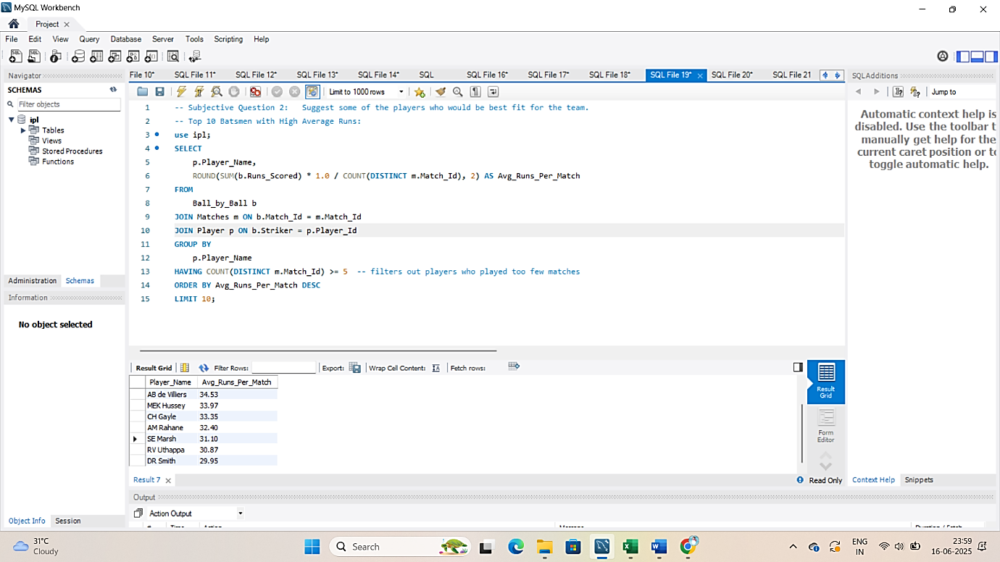 MySQL Workbench
Project
File Edit View Query Database Server Tools Scripting Help
Navigator
SCHEMAS
Filter objects
ipl
Tables
Views
Stored Procedures
Functions
Administration Schemas
Information
No object selected
Object Info Session
File 10* SQL File 11* SQL File 12* SQL File 13* SQL File 14* SQL SQL File 16* SQL File 17* SQL File 18* SQL File 19* SQL File 20* SQL File 21
Limit to 1000 rows
1 -- Subjective Question 2: Suggest some of the players who would be best fit for the team.
2 -- Top 10 Batsmen with High Average Runs:
3 use ipl;
4 SELECT
5 p.Player_Name,
6 ROUND(SUM(b.Runs_Scored) * 1.0 / COUNT(DISTINCT m.Match_Id), 2) AS Avg_Runs_Per_Match
7 FROM
8 Ball_by_Ball b
9 JOIN Matches m ON b.Match_Id = m.Match_Id
10 JOIN Player p ON b.Striker = p.Player_Id
11 GROUP BY
12 p.Player_Name
13 HAVING COUNT(DISTINCT m.Match_Id) >= 5 -- filters out players who played too few matches
14 ORDER BY Avg_Runs_Per_Match DESC
15 LIMIT 10;
Result Grid Filter Rows: Export: Wrap Cell Content: Fetch rows:
Player_Name Avg_Runs_Per_Match
AB de Villiers 34.53
MEK Hussey 33.97
CH Gayle 33.35
AM Rahane 32.40
SE Marsh 31.10
RV Uthappa 30.87
DR Smith 29.95
Result Grid
Form Editor
Result 7
Read Only
Output
Action Output
SQLAdditions
Jump to
Automatic context help is
disabled. Use the toolbar t
manually get help for the
current caret position or to
toggle automatic help.
Context Help Snippets
31°C
Cloudy
Search
ENG
IN
23:59
16-06-2025